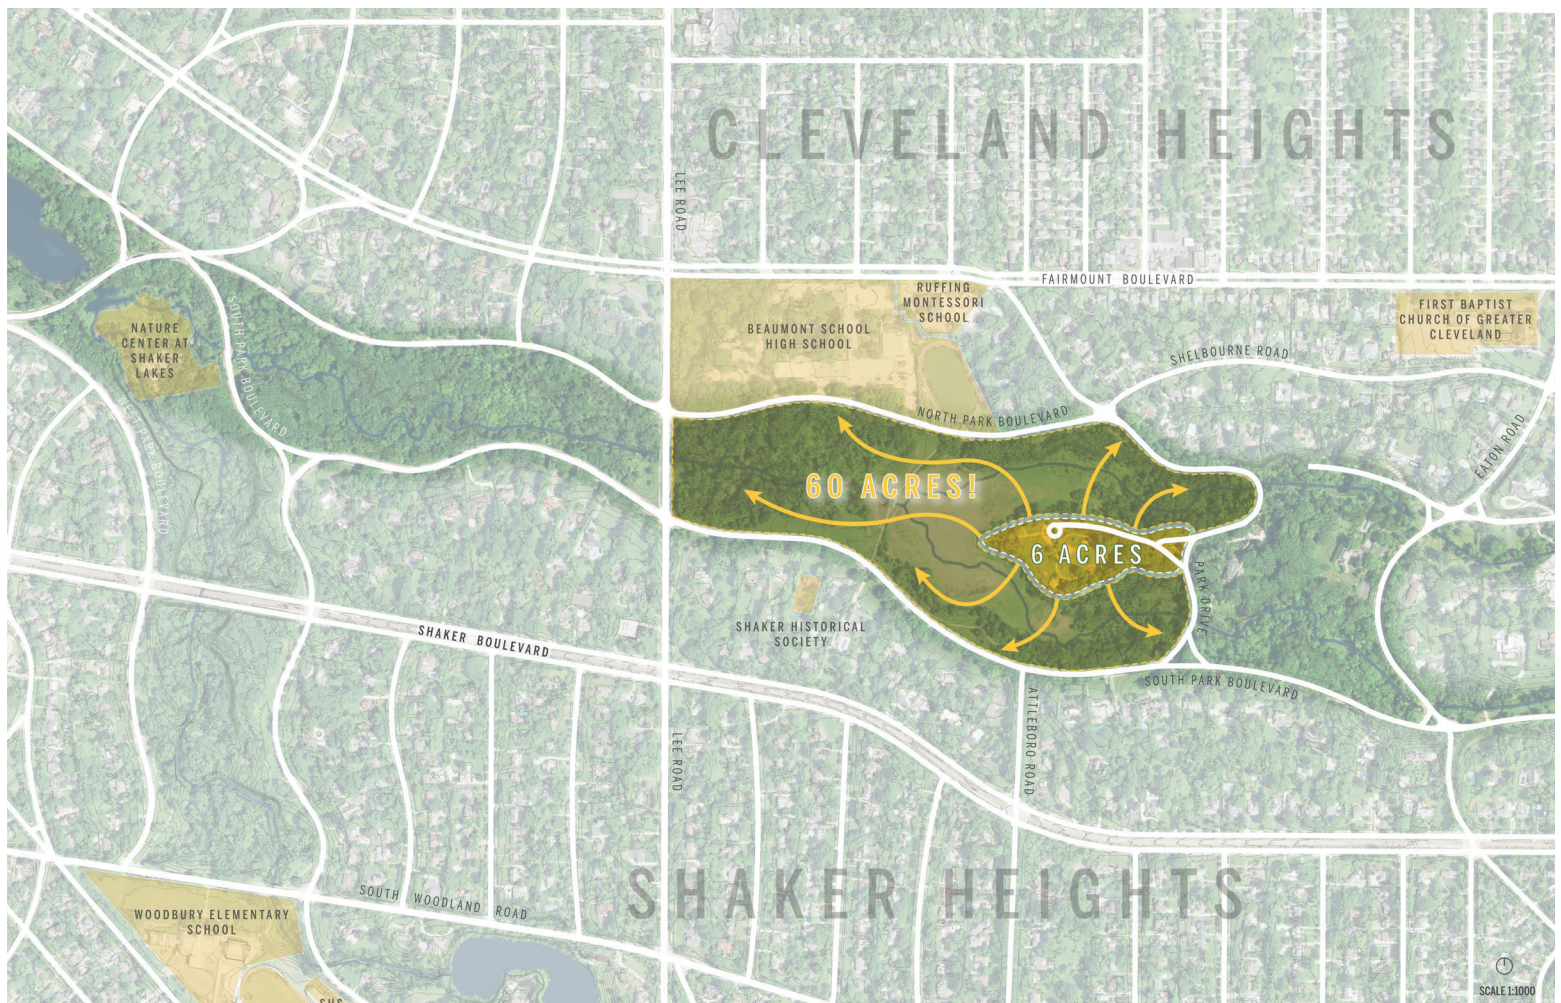 CLEVELAND HEIGHTS
LEE ROAD
FAIRMOUNT BOULEVARD
RUFFING
MONTESSORI
SCHOOL
BEAUMONT SCHOOL
HIGH SCHOOL
FIRST BAPTIST
CHURCH OF GREATER
CLEVELAND
NATURE
CENTER AT
SHAKER
LAKES
SOUTH PARK BOULEVARD
SHELBOURNE ROAD
NORTH PARK BOULEVARD
EATON ROAD
60 ACRES!
6 ACRES
PARK DRIVE
SHAKER HISTORICAL
SOCIETY
SHAKER BOULEVARD
SOUTH PARK BOULEVARD
ATTLEBORO ROAD
LEE ROAD
SHAKER HEIGHTS
SOUTH WOODLAND ROAD
WOODBURY ELEMENTARY
SCHOOL
SHS
SCALE 1:1000